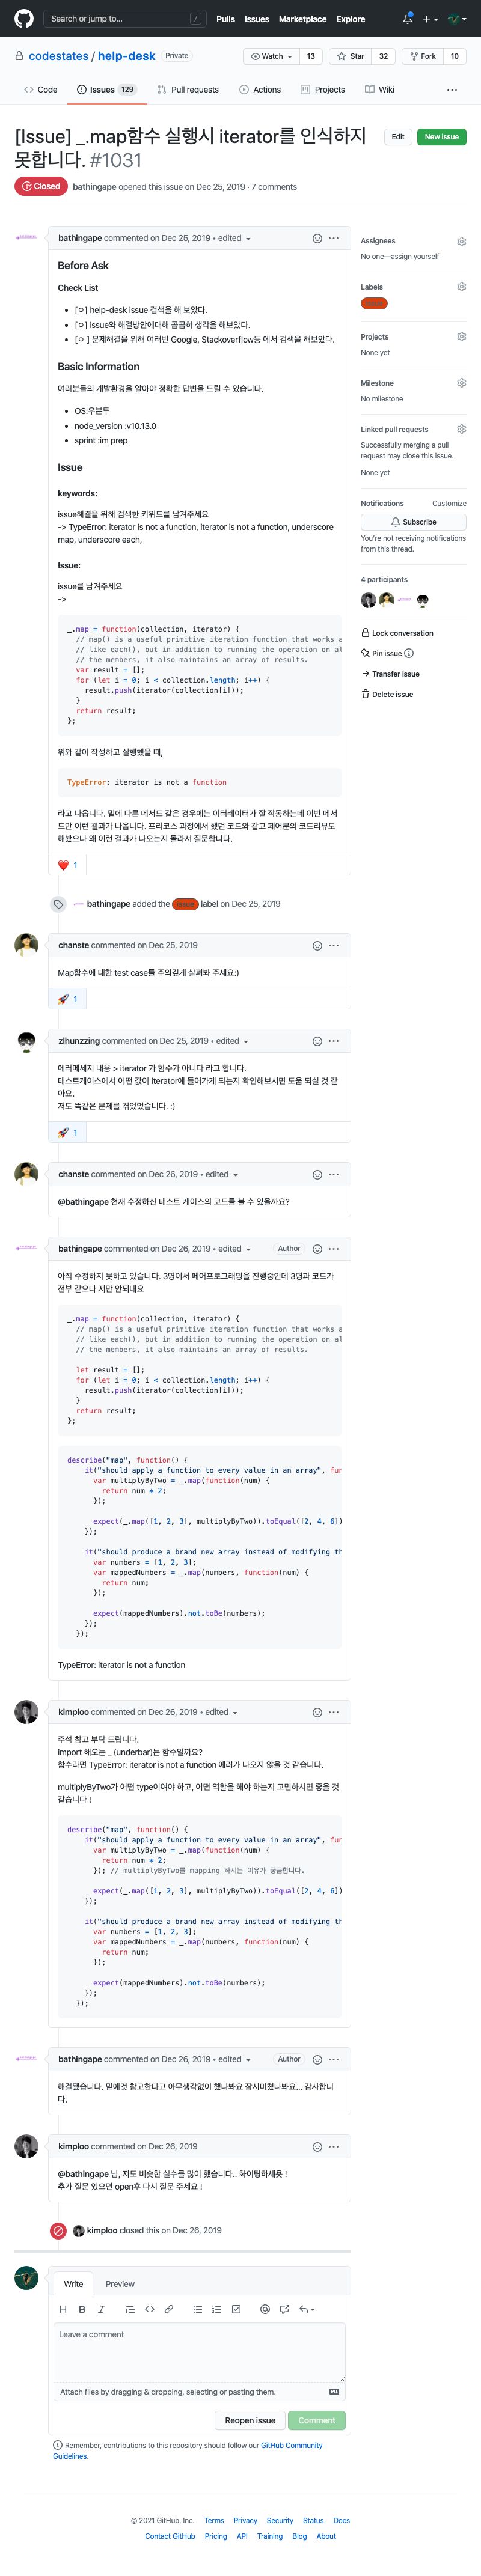 Search or jump to...
/
Pulls Issues Marketplace Explore
codestates / help-desk Private
Watch 13 Star 32 Fork 10
Code Issues 129 Pull requests Actions Projects Wiki
[Issue] _.map함수 실행시 iterator를 인식하지
못합니다. #1031
Edit New issue
Closed bathingape opened this issue on Dec 25, 2019 · 7 comments
bathingape commented on Dec 25, 2019 • edited
Before Ask
Check List
• [ㅇ] help-desk issue 검색을 해 보았다.
• [ㅇ] issue와 해결방안에대해 곰곰히 생각을 해보았다.
• [ㅇ ] 문제해결을 위해 여러번 Google, Stackoverflow등 에서 검색을 해보았다.
Basic Information
여러분들의 개발환경을 알아야 정확한 답변을 드릴 수 있습니다.
• OS:우분투
• node_version :v10.13.0
• sprint :im prep
Issue
keywords:
issue해결을 위해 검색한 키워드를 남겨주세요
-> TypeError: iterator is not a function, iterator is not a function, underscore
map, underscore each,
Issue:
issue를 남겨주세요
->
_.map = function(collection, iterator) {
// map() is a useful primitive iteration function that works a
// like each(), but in addition to running the operation on al
// the members, it also maintains an array of results.
var result = [];
for (let i = 0; i < collection.length; i++) {
result.push(iterator(collection[i]));
}
return result;
};
위와 같이 작성하고 실행했을 때,
TypeError: iterator is not a function
라고 나옵니다. 밑에 다른 메서드 같은 경우에는 이터레이터가 잘 작동하는데 이번 메서
드만 이런 결과가 나옵니다. 프리코스 과정에서 했던 코드와 같고 페어분의 코드리뷰도
해봤으나 왜 이런 결과가 나오는지 몰라서 질문합니다.
1
bathingape added the label on Dec 25, 2019
chanste commented on Dec 25, 2019
Map함수에 대한 test case를 주의깊게 살펴봐 주세요:)
1
zlhunzzing commented on Dec 25, 2019 • edited
에러메세지 내용 > iterator 가 함수가 아니다 라고 합니다.
테스트케이스에서 어떤 값이 iterator에 들어가게 되는지 확인해보시면 도움 되실 것 같
아요.
저도 똑같은 문제를 겪었었습니다. :)
1
chanste commented on Dec 26, 2019 • edited
@bathingape 현재 수정하신 테스트 케이스의 코드를 볼 수 있을까요?
bathingape commented on Dec 26, 2019 • edited Author
아직 수정하지 못하고 있습니다. 3명이서 페어프로그래밍을 진행중인데 3명과 코드가
전부 같으나 저만 안되내요
_.map = function(collection, iterator) {
// map() is a useful primitive iteration function that works a
// like each(), but in addition to running the operation on al
// the members, it also maintains an array of results.
let result = [];
for (let i = 0; i < collection.length; i++) {
result.push(iterator(collection[i]));
}
return result;
};
describe("map", function() {
it("should apply a function to every value in an array", fun
var multiplyByTwo = _.map(function(num) {
return num * 2;
});
expect(_.map([1, 2, 3], multiplyByTwo)).toEqual([2, 4, 6])
});
it("should produce a brand new array instead of modifying th
var numbers = [1, 2, 3];
var mappedNumbers = _.map(numbers, function(num) {
return num;
});
expect(mappedNumbers).not.toBe(numbers);
});
});
TypeError: iterator is not a function
kimploo commented on Dec 26, 2019 • edited
주석 참고 부탁 드립니다.
import 해오는 _ (underbar)는 함수일까요?
함수라면 TypeError: iterator is not a function 에러가 나오지 않을 것 같습니다.
multiplyByTwo가 어떤 type이여야 하고, 어떤 역할을 해야 하는지 고민하시면 좋을 것
같습니다 !
describe("map", function() {
it("should apply a function to every value in an array", fun
var multiplyByTwo = _.map(function(num) {
return num * 2;
}); // multiplyByTwo를 mapping 하시는 이유가 궁금합니다.
expect(_.map([1, 2, 3], multiplyByTwo)).toEqual([2, 4, 6])
});
it("should produce a brand new array instead of modifying th
var numbers = [1, 2, 3];
var mappedNumbers = _.map(numbers, function(num) {
return num;
});
expect(mappedNumbers).not.toBe(numbers);
});
});
bathingape commented on Dec 26, 2019 • edited Author
해결됐습니다. 밑에것 참고한다고 아무생각없이 했나봐요 잠시미쳤나봐요... 감사합니
다.
kimploo commented on Dec 26, 2019
@bathingape 님, 저도 비슷한 실수를 많이 했습니다.. 화이팅하세욧 !
추가 질문 있으면 open후 다시 질문 주세요 !
kimploo closed this on Dec 26, 2019
Write Preview
Leave a comment
Attach files by dragging & dropping, selecting or pasting them.
Reopen issue Comment
Remember, contributions to this repository should follow our GitHub Community
Guidelines.
Assignees
No one—assign yourself
Labels
Projects
None yet
Milestone
No milestone
Linked pull requests
Successfully merging a pull
request may close this issue.
None yet
Notifications Customize
Subscribe
You're not receiving notifications
from this thread.
4 participants
Lock conversation
Pin issue
Transfer issue
Delete issue
© 2021 GitHub, Inc. Terms Privacy Security Status Docs
Contact GitHub Pricing API Training Blog About